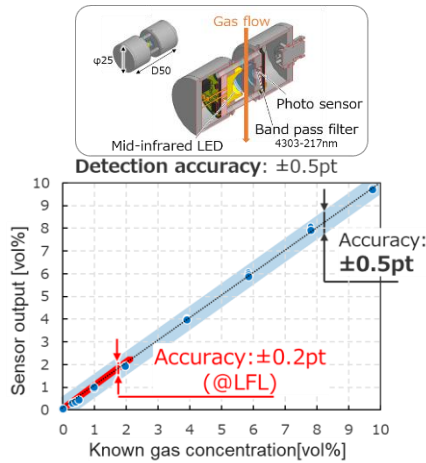 Gas flow
φ25
D50
Photo sensor
Band pass filter
4303-217nm
Mid-infrared LED
Detection accuracy: ±0.5pt
Sensor output [vol%]
10
9
8
7
6
5
4
3
2
1
0
Accuracy:
±0.5pt
Accuracy:±0.2pt
(@LFL)
0 1 2 3 4 5 6 7 8 9 10
Known gas concentration[vol%]